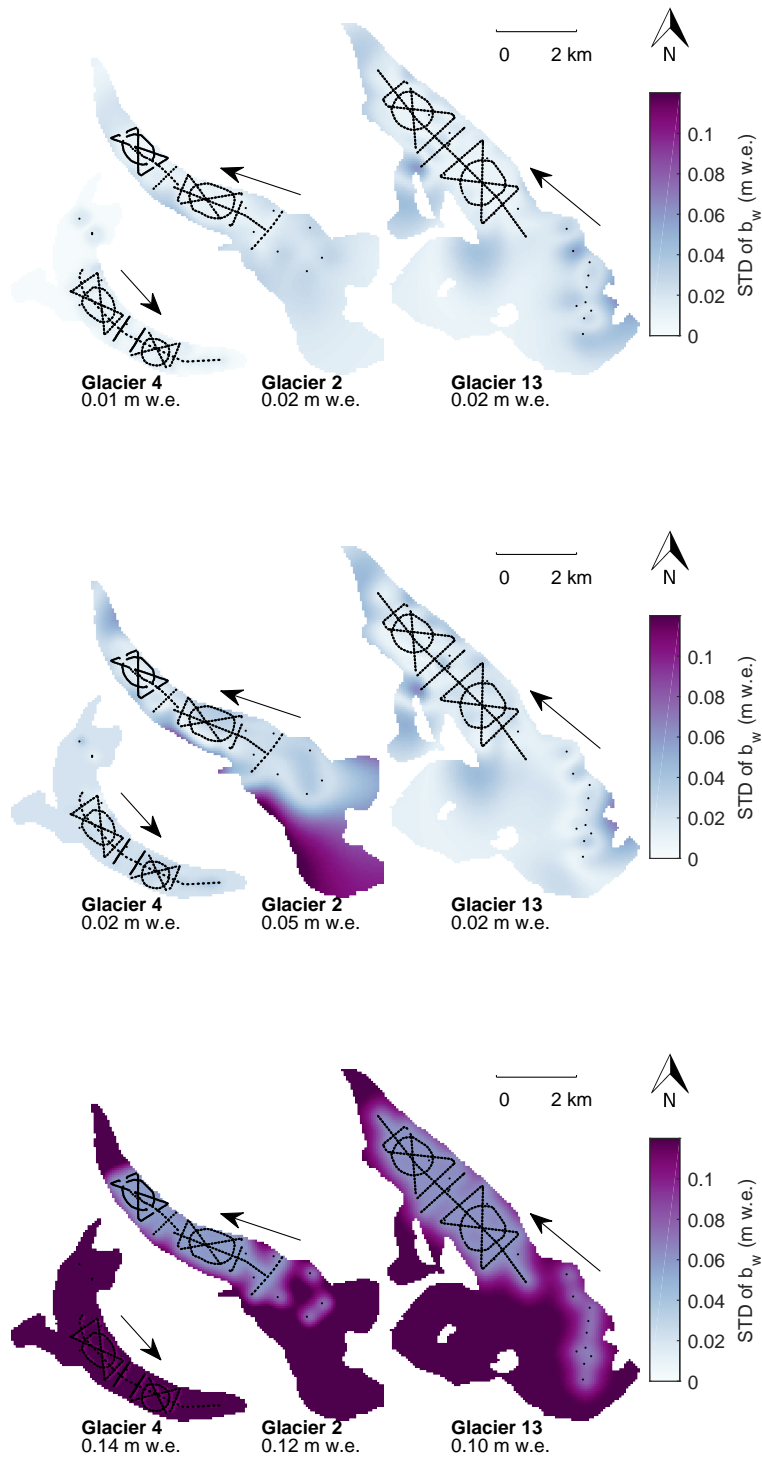 0 2 km
N
0.1
0.08
0.06
0.04
0.02
0
STD of b_w (m w.e.)
Glacier 4
0.01 m w.e.
Glacier 2
0.02 m w.e.
Glacier 13
0.02 m w.e.
0 2 km
N
0.1
0.08
0.06
0.04
0.02
0
STD of b_w (m w.e.)
Glacier 4
0.02 m w.e.
Glacier 2
0.05 m w.e.
Glacier 13
0.02 m w.e.
0 2 km
N
0.1
0.08
0.06
0.04
0.02
0
STD of b_w (m w.e.)
Glacier 4
0.14 m w.e.
Glacier 2
0.12 m w.e.
Glacier 13
0.10 m w.e.